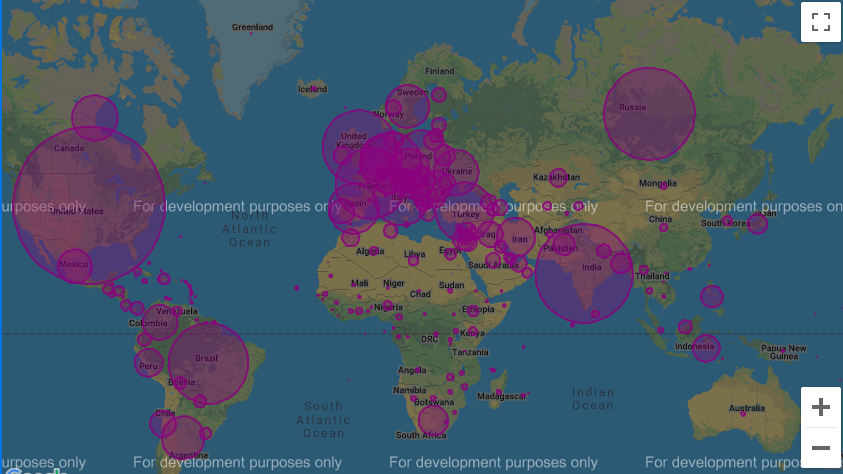 Greenland
Iceland
Finland
Sweden
Norway
Russia
United
Kingdom
Canada
Poland
Ukraine
France
Kazakhstan
Mongolia
urposes only
For development purposes only
For development purposes only
For development purposes on
United States
Spain
Italy
Turkey
North
Atlantic
Ocean
China
South Korea
Japan
Afghanistan
Iraq
Iran
Pakistan
Algeria
Libya
Egypt
Saudi Arabia
Mexico
India
Thailand
Mali
Niger
Chad
Sudan
Nigeria
Ethiopia
Venezuela
Colombia
DRC
Kenya
Tanzania
Indonesia
Papua New
Guinea
Brazil
Peru
Bolivia
Angola
Namibia
Botswana
Madagascar
Indian
Ocean
South
Atlantic
Ocean
Chile
Australia
South Africa
Argentina
urposes only
For development purposes only
For development purposes only
For development purposes on